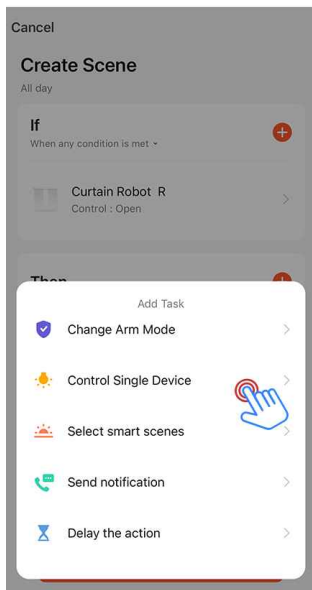 Cancel
Create Scene
All day
If
When any condition is met
Curtain Robot R
Control : Open
Then
Add Task
Change Arm Mode
Control Single Device
Select smart scenes
Send notification
Delay the action